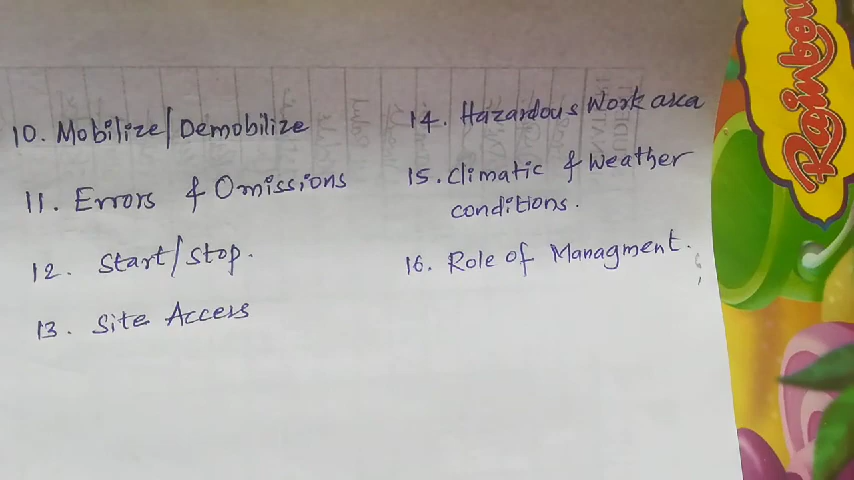 10. Mobilize/Demobilize
11. Errors & Omissions
12. Start/Stop.
13. Site Access
14. Hazardous Work area
15. Climatic & Weather
conditions.
16. Role of Managment.